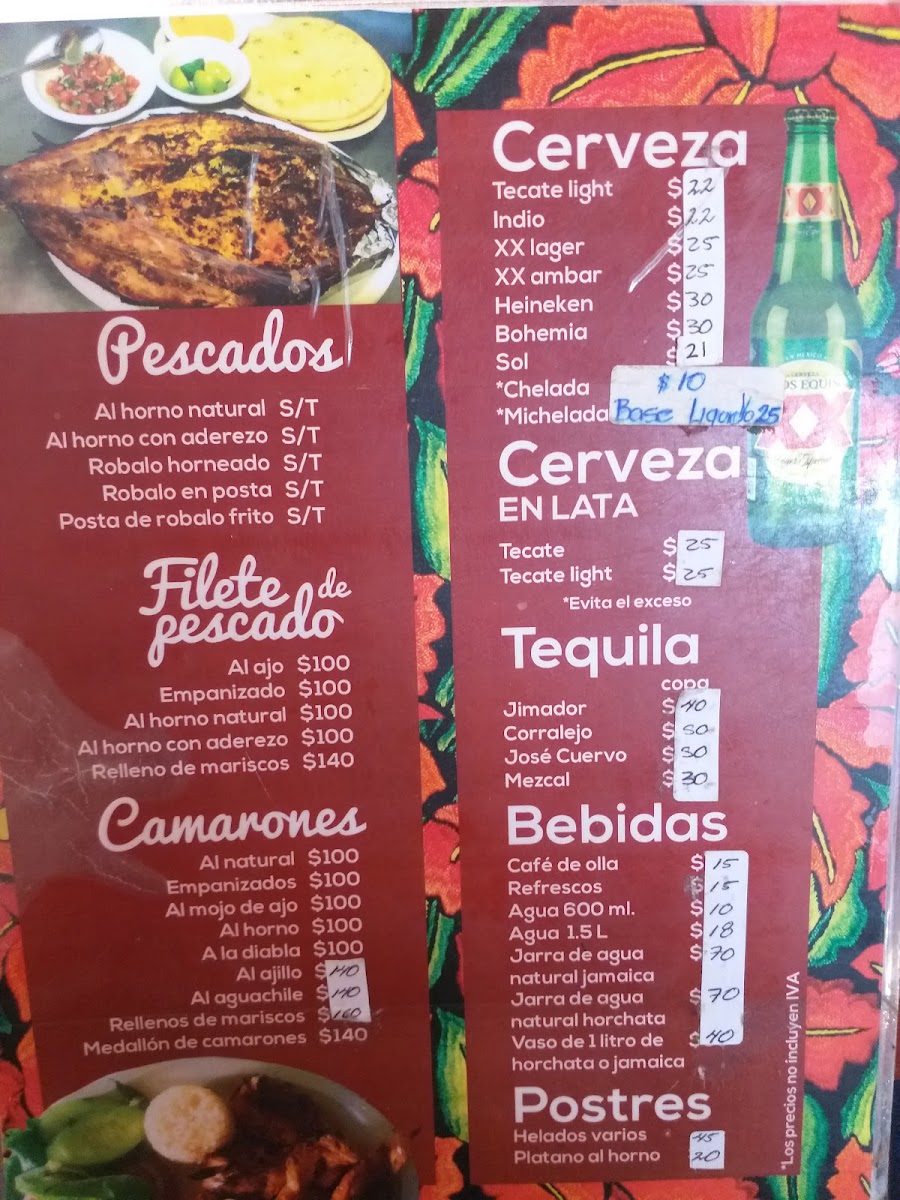 Pescados
Al horno natural S/T
Al horno con aderezo S/T
Robalo horneado S/T
Robalo en posta S/T
Posta de robalo frito S/T
Filete de
pescado
Al ajo $100
Empanizado $100
Al horno natural $100
Al horno con aderezo $100
Relleno de mariscos $140
Camarones
Al natural $100
Empanizados $100
Al mojo de ajo $100
Al horno $100
A la diabla $100
Al ajillo $140
Al aguachile $140
Rellenos de mariscos $160
Medallón de camarones $140
Cerveza
Tecate light $22
Indio $22
XX lager $25
XX ambar $25
Heineken $30
Bohemia $30
Sol $21
*Chelada $10
*Michelada Base Liquido 25
Cerveza
EN LATA
Tecate $25
Tecate light $25
*Evita el exceso
Tequila
copa
Jimador $40
Corralejo $50
José Cuervo $50
Mezcal $30
Bebidas
Café de olla $15
Refrescos $15
Agua 600 ml. $10
Agua 1.5 L $18
Jarra de agua $70
natural jamaica
Jarra de agua $70
natural horchata
Vaso de 1 litro de $40
horchata o jamaica
Postres
Helados varios 45
Platano al horno 20
*Los precios no incluyen IVA
XX